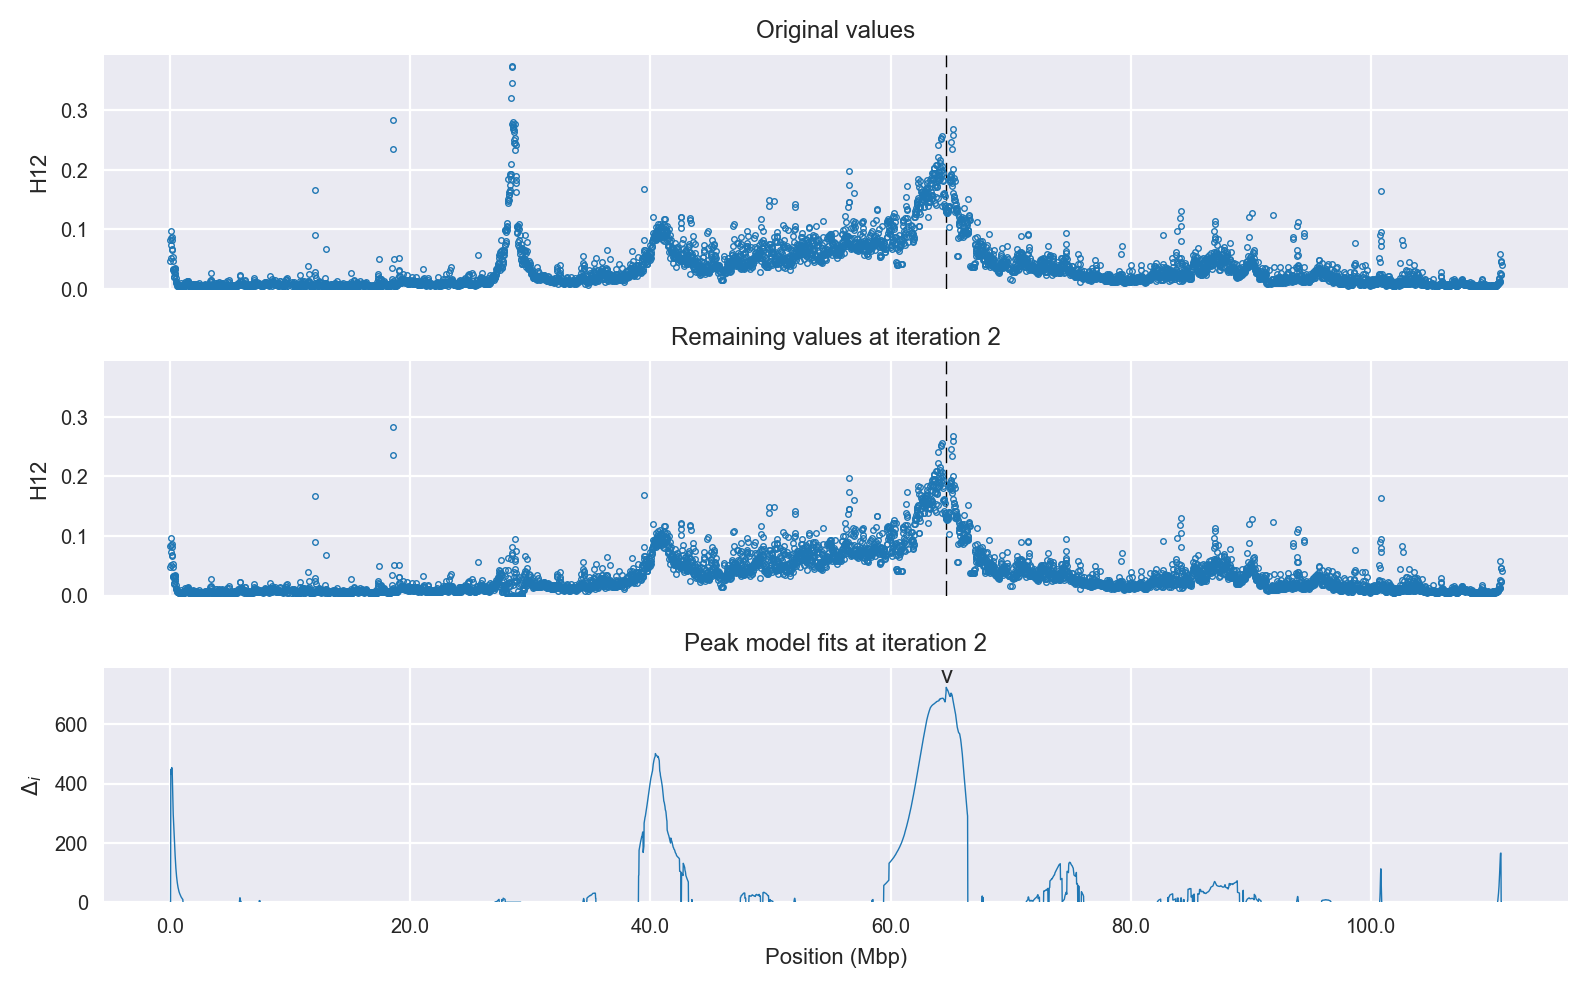 Original values
H12
0.3
0.2
0.1
0.0
Remaining values at iteration 2
H12
0.3
0.2
0.1
0.0
Peak model fits at iteration 2
v
Δi
600
400
200
0
0.0 20.0 40.0 60.0 80.0 100.0
Position (Mbp)